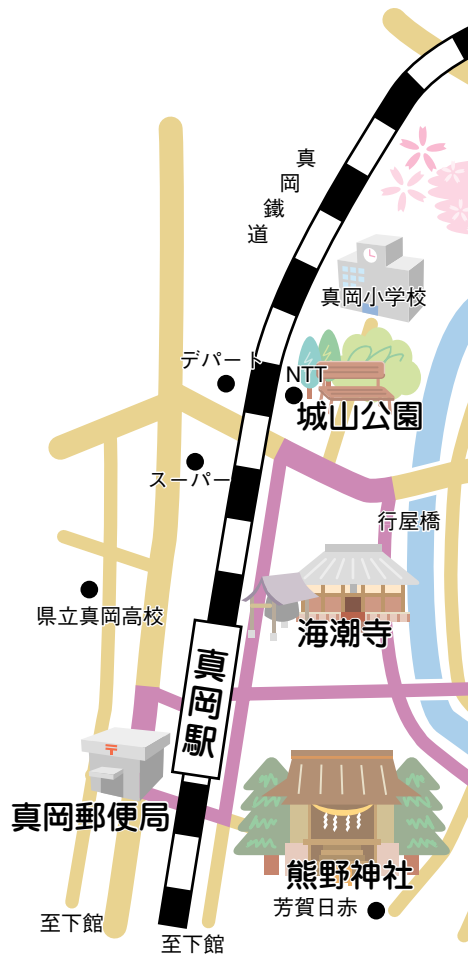 真岡鐵道
真岡小学校
デパート
NTT
城山公園
スーパー
行屋橋
県立真岡高校
海潮寺
真岡駅
真岡郵便局
熊野神社
芳賀日赤
至下館
至下館